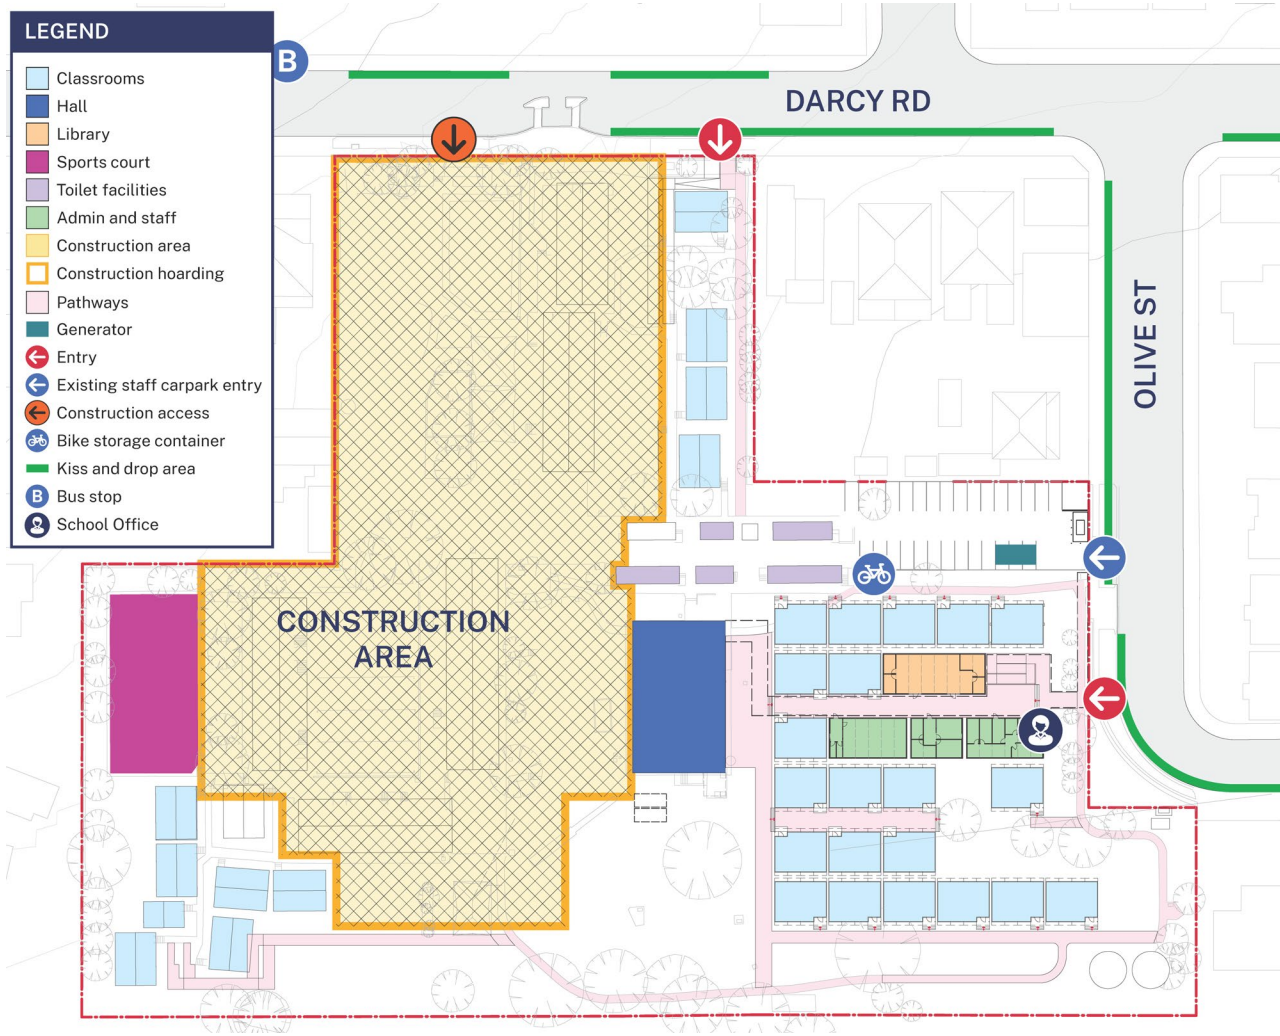 LEGEND
Classrooms
Hall
Library
Sports court
Toilet facilities
Admin and staff
Construction area
Construction hoarding
Pathways
Generator
Entry
Existing staff carpark entry
Construction access
Bike storage container
Kiss and drop area
B
Bus stop
School Office
B
DARCY RD
OLIVE ST
CONSTRUCTION
AREA